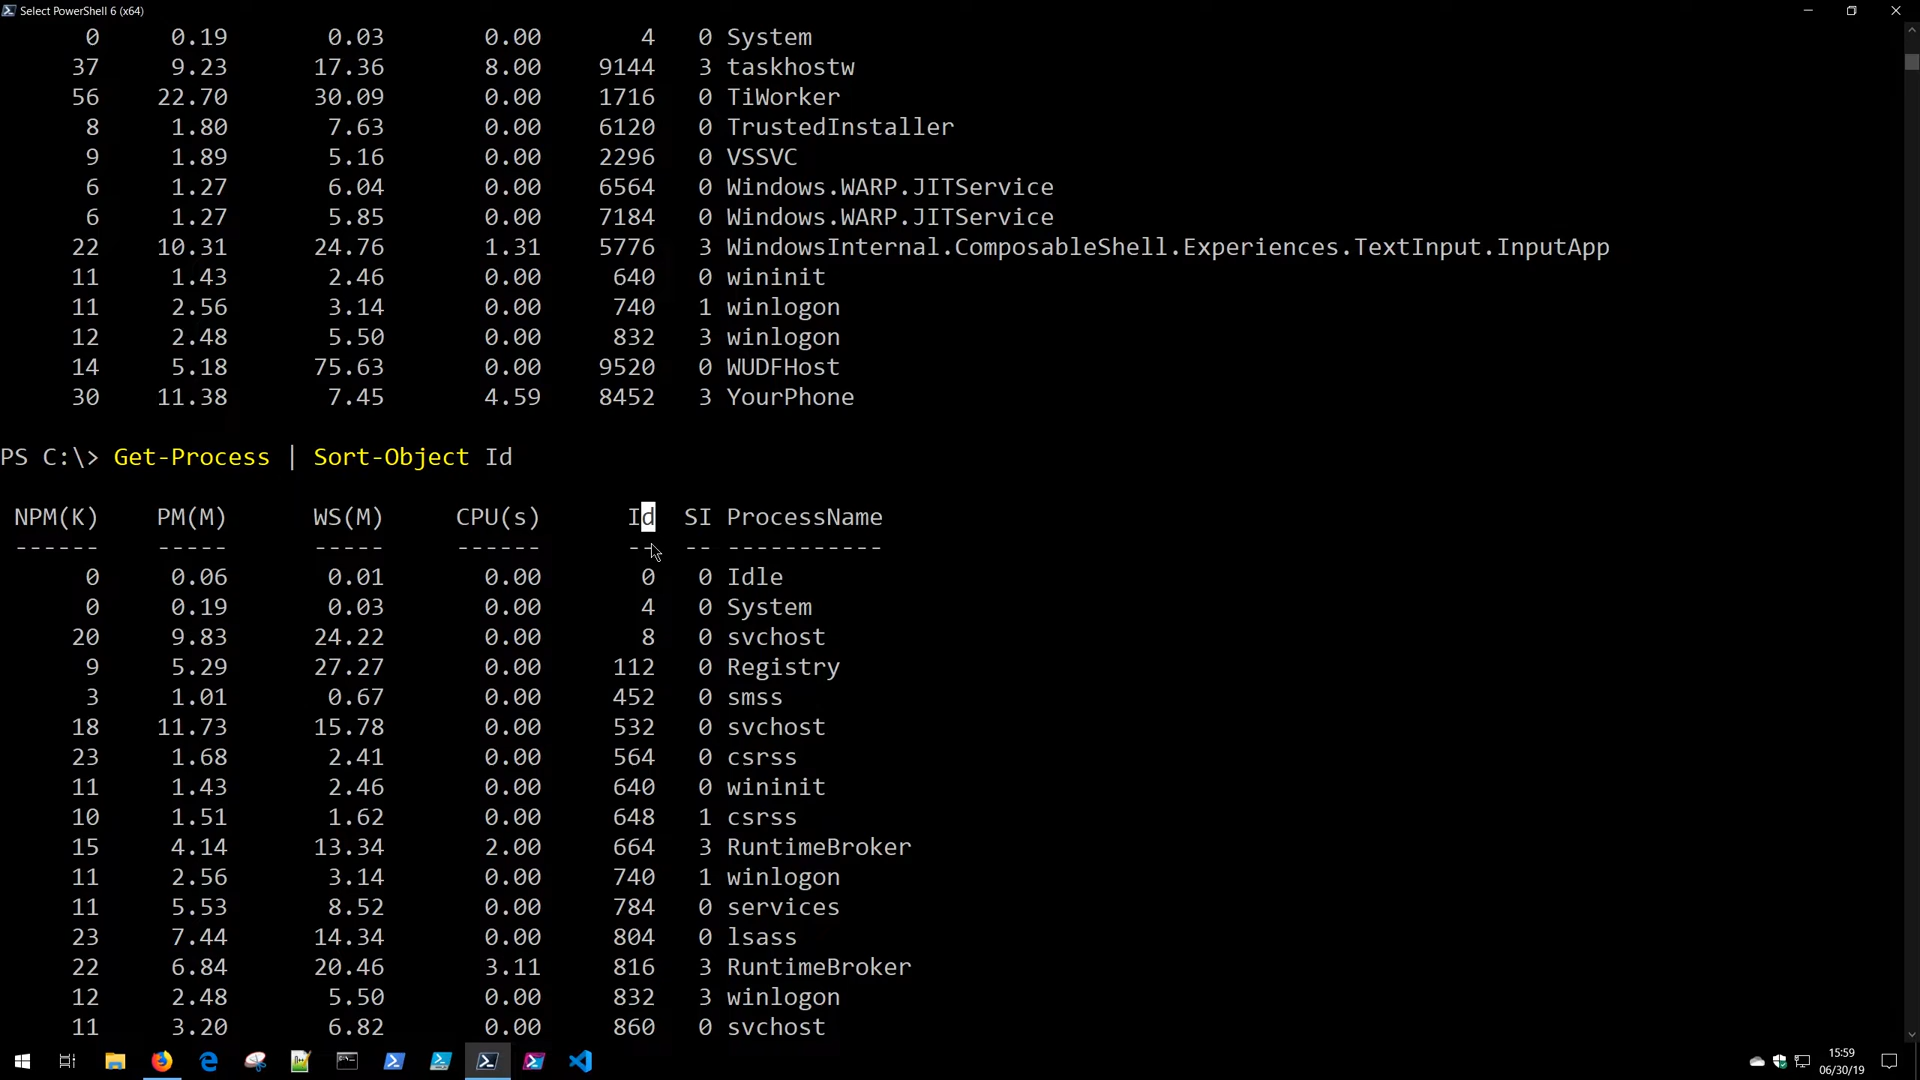 Select PowerShell 6 (x64)
0 0.19 0.03 0.00 4 0 System
37 9.23 17.36 8.00 9144 3 taskhostw
56 22.70 30.09 0.00 1716 0 TiWorker
8 1.80 7.63 0.00 6120 0 TrustedInstaller
9 1.89 5.16 0.00 2296 0 VSSVC
6 1.27 6.04 0.00 6564 0 Windows.WARP.JITService
6 1.27 5.85 0.00 7184 0 Windows.WARP.JITService
22 10.31 24.76 1.31 5776 3 WindowsInternal.ComposableShell.Experiences.TextInput.InputApp
11 1.43 2.46 0.00 640 0 wininit
11 2.56 3.14 0.00 740 1 winlogon
12 2.48 5.50 0.00 832 3 winlogon
14 5.18 75.63 0.00 9520 0 WUDFHost
30 11.38 7.45 4.59 8452 3 YourPhone
PS C:\> Get-Process | Sort-Object Id
NPM(K) PM(M) WS(M) CPU(s) Id SI ProcessName
------ ----- ----- ------ -- -- -----------
0 0.06 0.01 0.00 0 0 Idle
0 0.19 0.03 0.00 4 0 System
20 9.83 24.22 0.00 8 0 svchost
9 5.29 27.27 0.00 112 0 Registry
3 1.01 0.67 0.00 452 0 smss
18 11.73 15.78 0.00 532 0 svchost
23 1.68 2.41 0.00 564 0 csrss
11 1.43 2.46 0.00 640 0 wininit
10 1.51 1.62 0.00 648 1 csrss
15 4.14 13.34 2.00 664 3 RuntimeBroker
11 2.56 3.14 0.00 740 1 winlogon
11 5.53 8.52 0.00 784 0 services
23 7.44 14.34 0.00 804 0 lsass
22 6.84 20.46 3.11 816 3 RuntimeBroker
12 2.48 5.50 0.00 832 3 winlogon
11 3.20 6.82 0.00 860 0 svchost
15:59
06/30/19